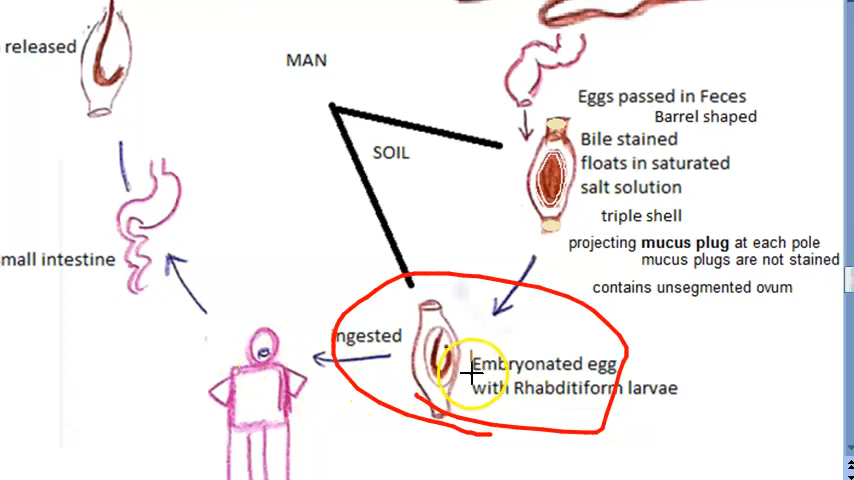 released
MAN
Eggs passed in Feces
Barrel shaped
Bile stained
SOIL
floats in saturated
salt solution
triple shell
projecting mucus plug at each pole
mall intestine
mucus plugs are not stained
contains unsegmented ovum
ingested
Embryonated egg
with Rhabditiform larvae